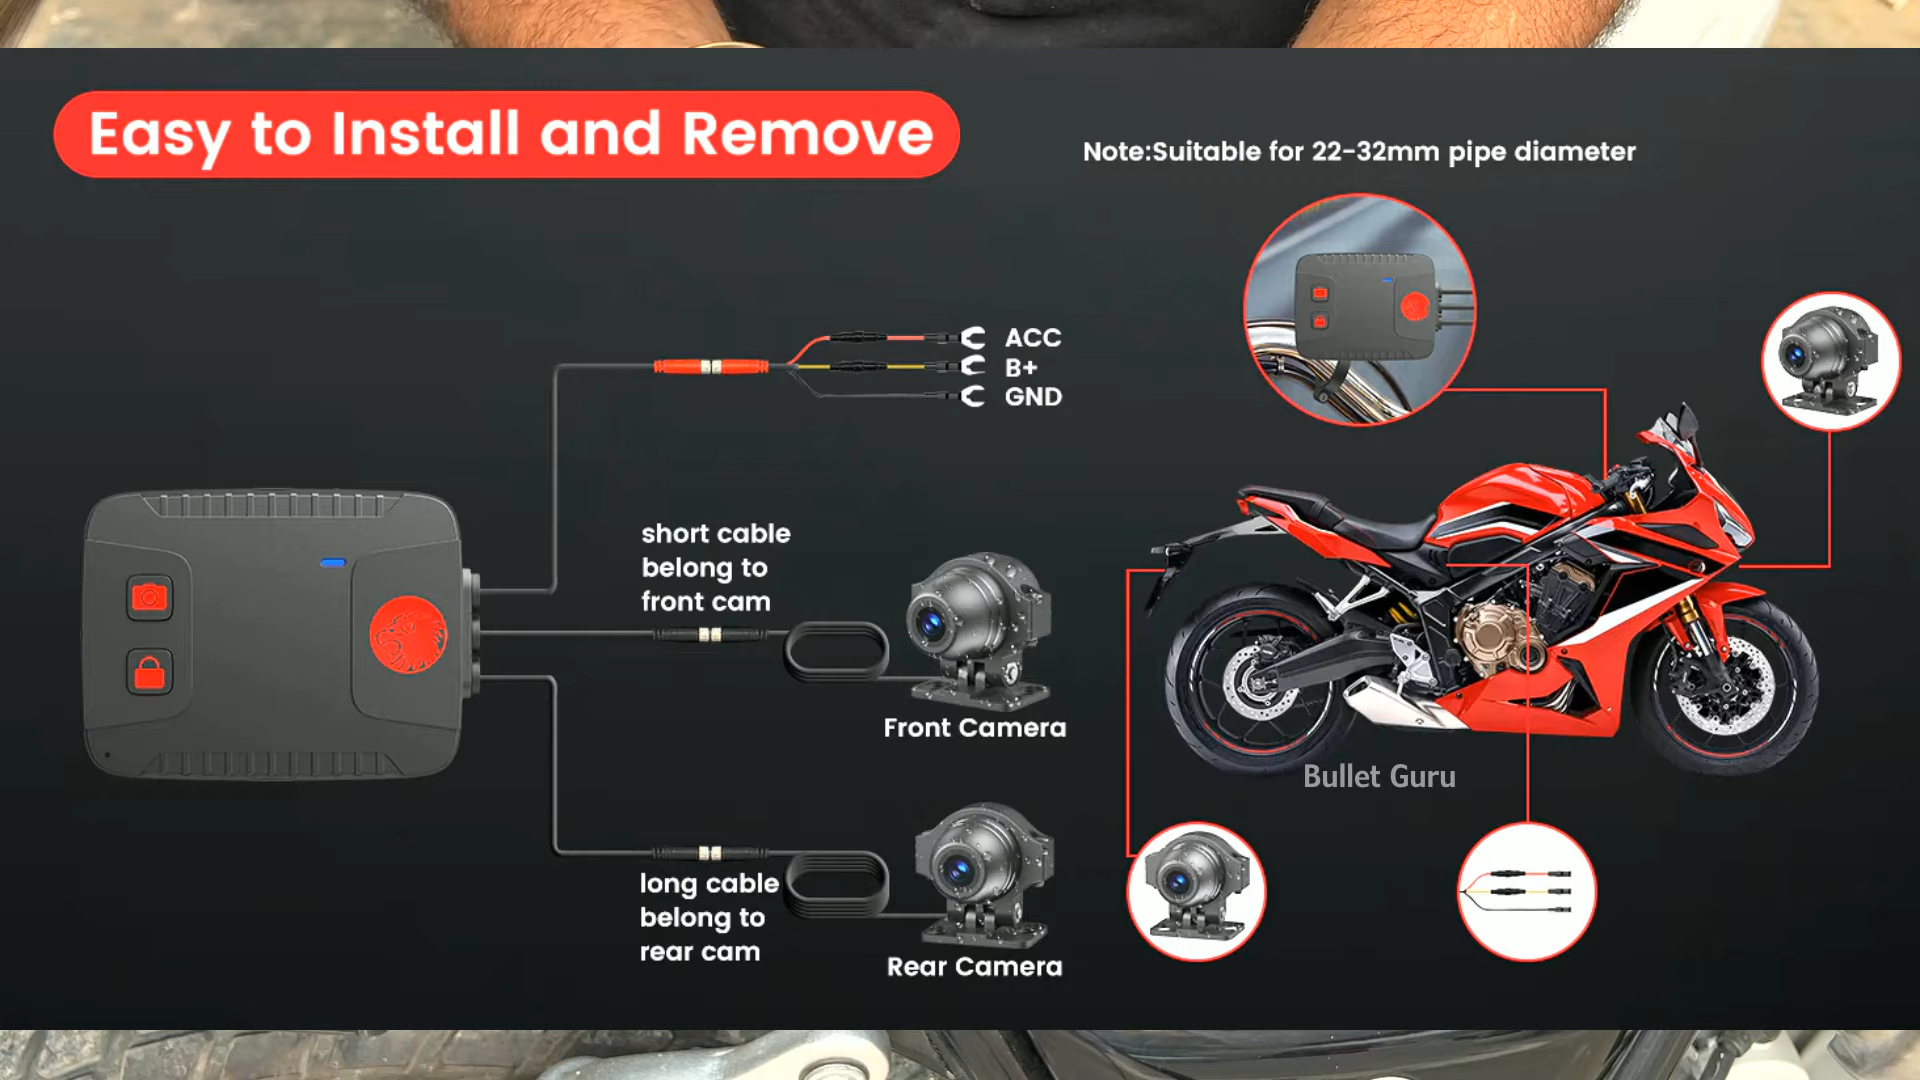 Easy to Install and Remove
Note:Suitable for 22-32mm pipe diameter
ACC
B+
GND
short cable
belong to
front cam
Front Camera
long cable
belong to
rear cam
Rear Camera
Bullet Guru